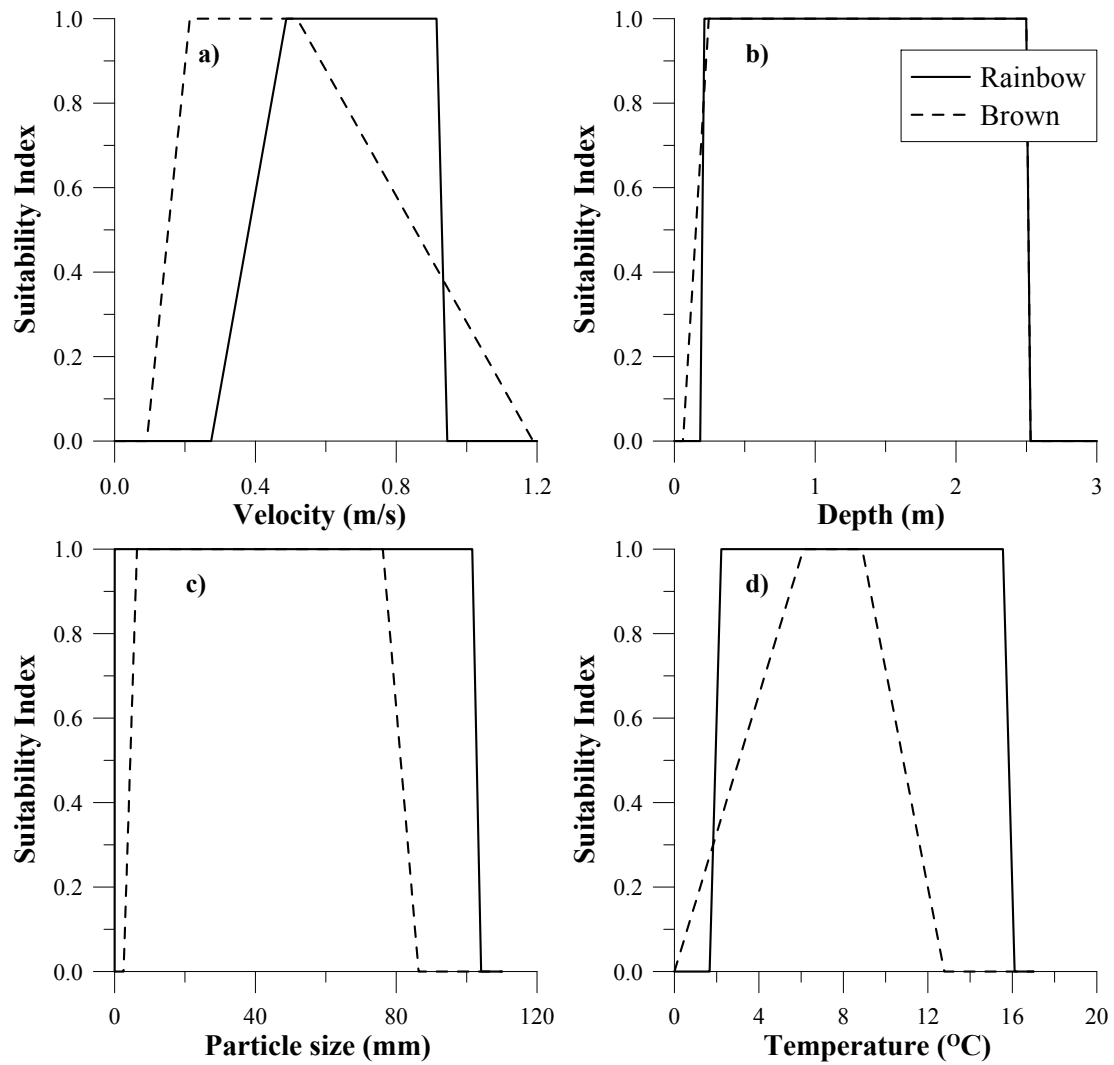 1.0
0.8
0.6
0.4
0.2
0.0
Suitability Index
a)
0.0 0.4 0.8 1.2
Velocity (m/s)
1.0
0.8
0.6
0.4
0.2
0.0
Suitability Index
b)
Rainbow
Brown
0 1 2 3
Depth (m)
1.0
0.8
0.6
0.4
0.2
0.0
Suitability Index
c)
0 40 80 120
Particle size (mm)
1.0
0.8
0.6
0.4
0.2
0.0
Suitability Index
d)
0 4 8 12 16 20
Temperature (ᴼC)